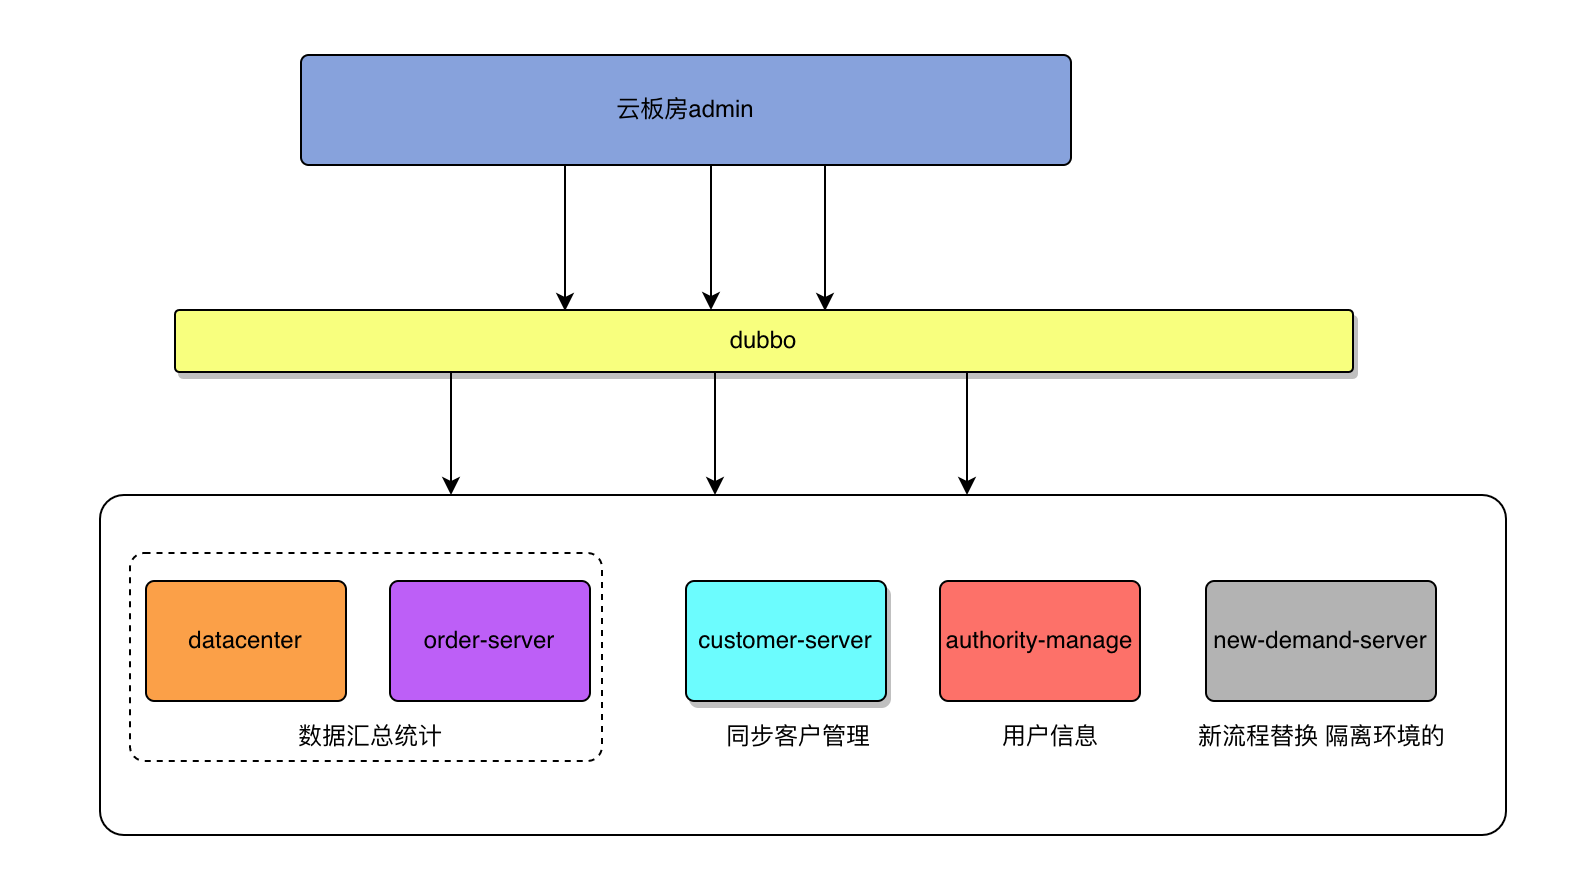 云板房admin
dubbo
datacenter
order-server
customer-server
authority-manage
new-demand-server
数据汇总统计
同步客户管理
用户信息
新流程替换 隔离环境的